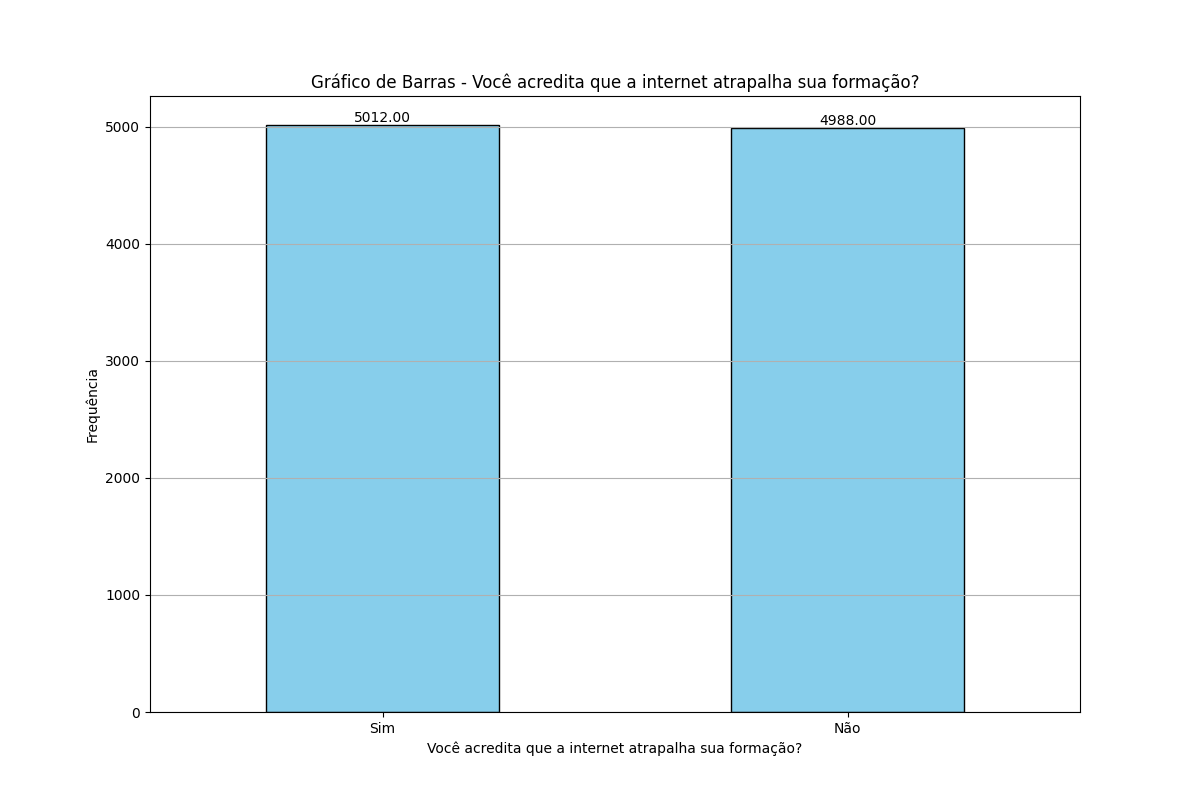 Gráfico de Barras - Você acredita que a internet atrapalha sua formação?
5012.00
4988.00
5000
4000
3000
2000
1000
0
Frequência
Sim
Não
Você acredita que a internet atrapalha sua formação?